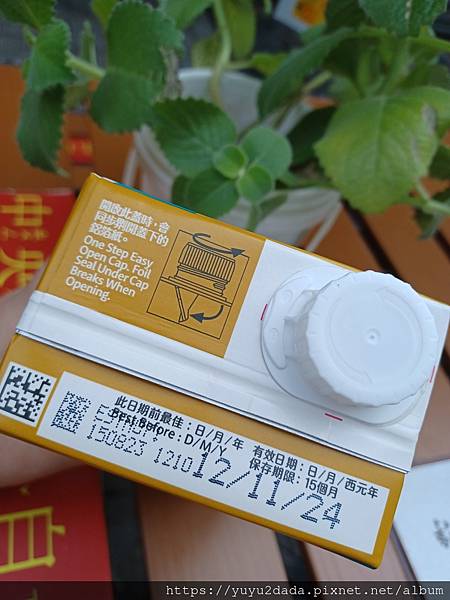 開啟此蓋時，會
同步剝開蓋下的
鋁箔紙。
One Step Easy
Open Cap. Foil
Seal Under Cap
Breaks When
Opening.
此日期前最佳：日／月／年
Best Before : D/M/Y
有效日期：日／月／西元年
保存期限：15個月
150823 1210
12/11/24
中
自
https://yuyu2dada.pixnet.net/album